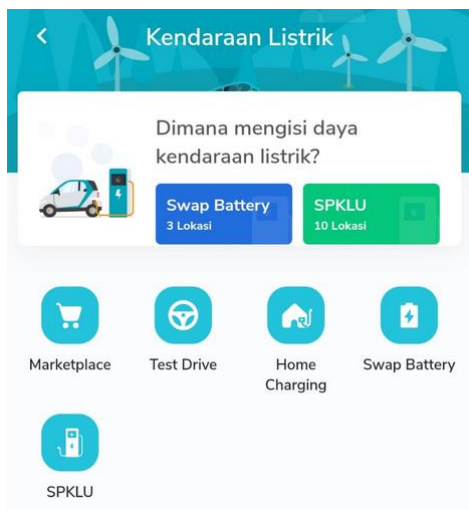 Kendaraan Listrik
Dimana mengisi daya
kendaraan listrik?
Swap Battery
3 Lokasi
SPKLU
10 Lokasi
Marketplace
Test Drive
Home
Charging
Swap Battery
SPKLU